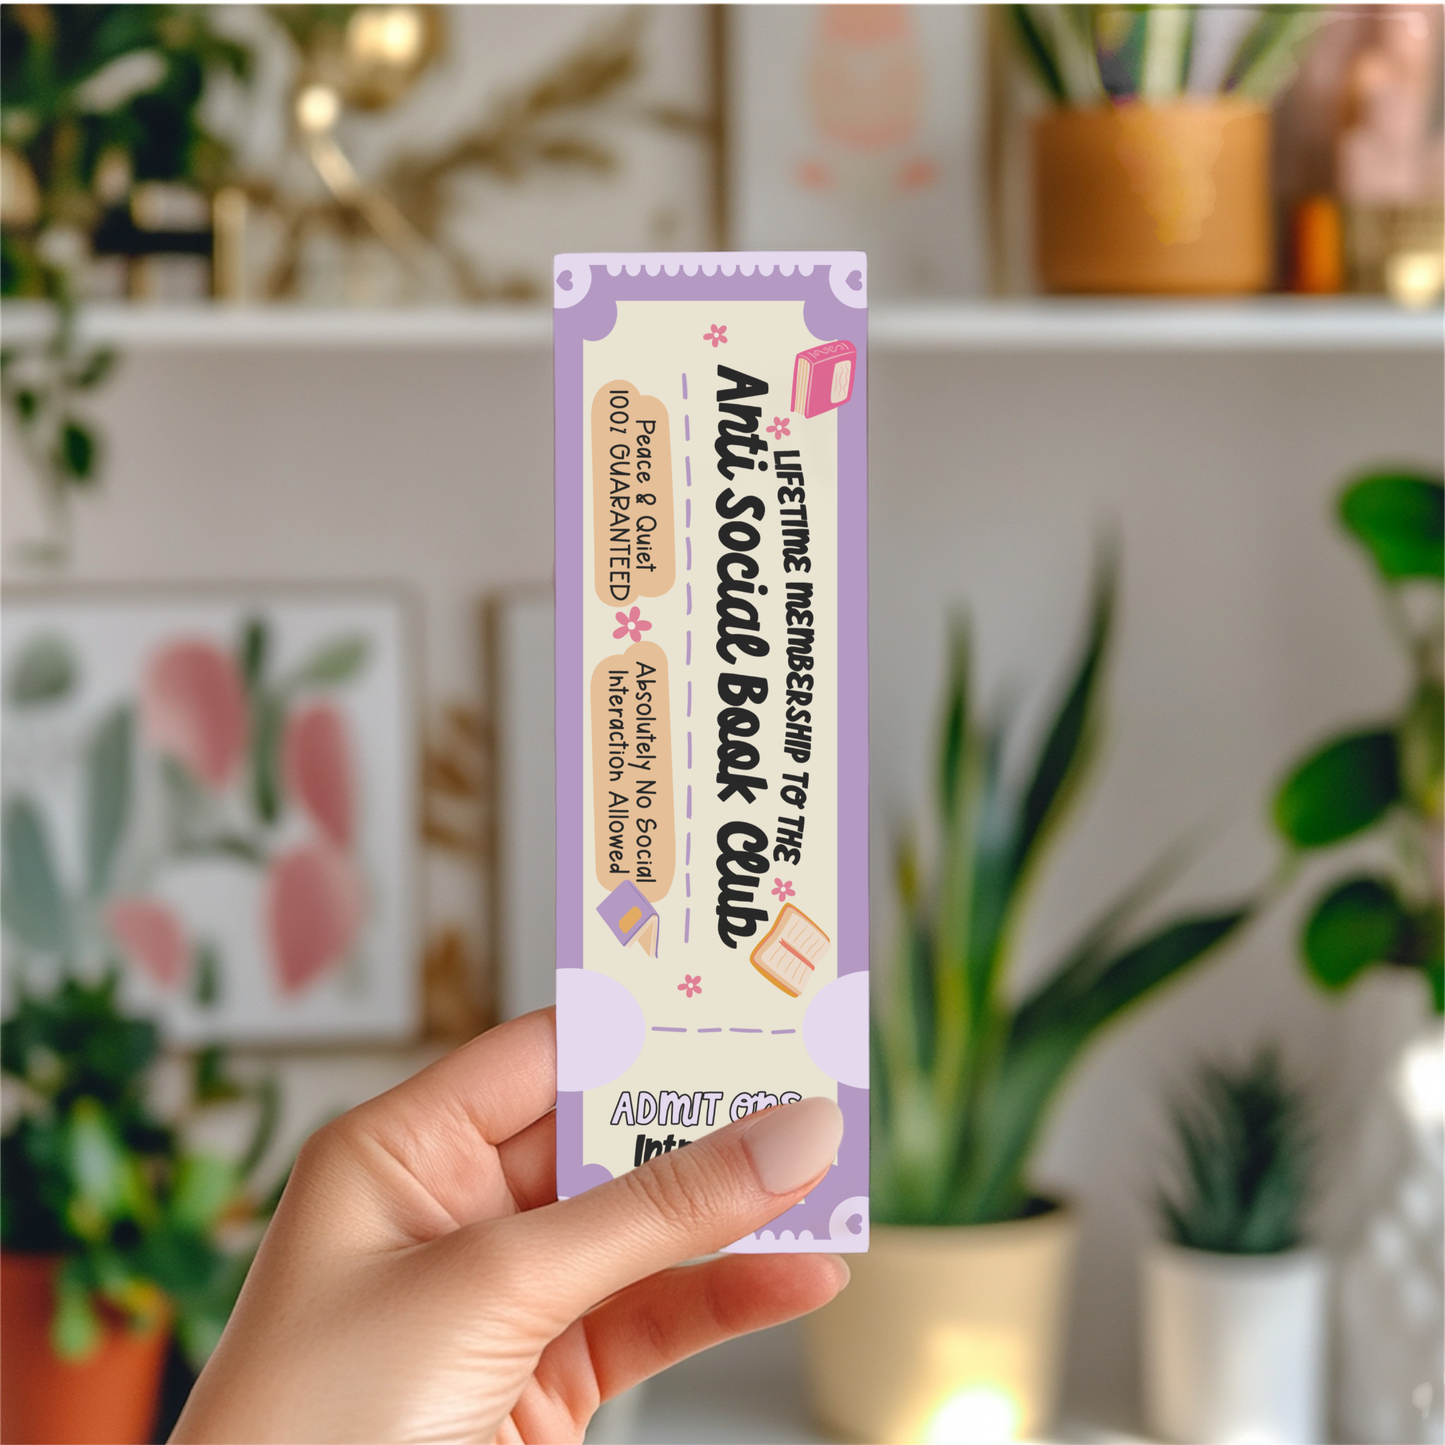 LIFETIME MEMBERSHIP TO THE
Anti Social Book Club
Peace & Quiet
100% GUARANTEED
Absolutely No Social
Interaction Allowed
ADMIT One